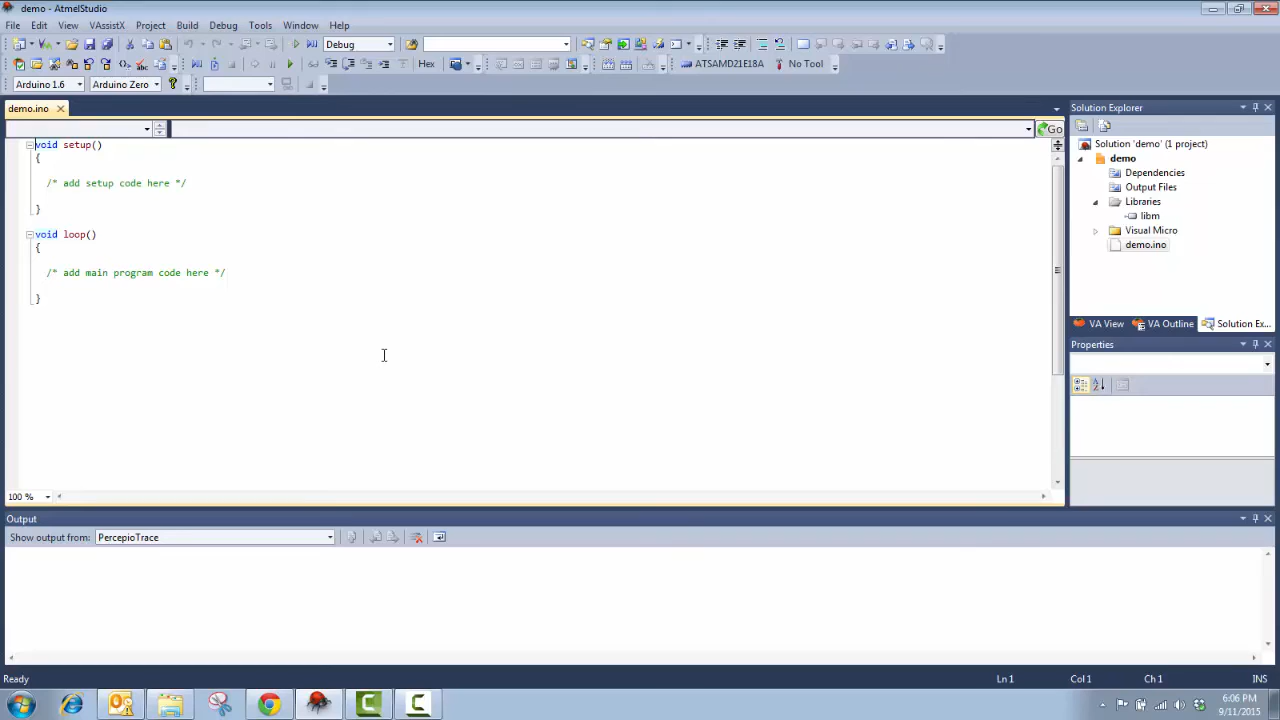 demo - AtmelStudio
File Edit View VAssistX Project Build Debug Tools Window Help
Debug
Hex ATSAMD21E18A No Tool
Arduino 1.6 Arduino Zero
demo.ino
Go
void setup()
{
/* add setup code here */
}
void loop()
{
/* add main program code here */
}
100 %
Solution Explorer
Solution 'demo' (1 project)
demo
Dependencies
Output Files
Libraries
libm
Visual Micro
demo.ino
VA View VA Outline Solution Ex...
Properties
Output
Show output from: PercepioTrace
Ready Ln 1 Col 1 Ch 1 INS
6:06 PM
9/11/2015